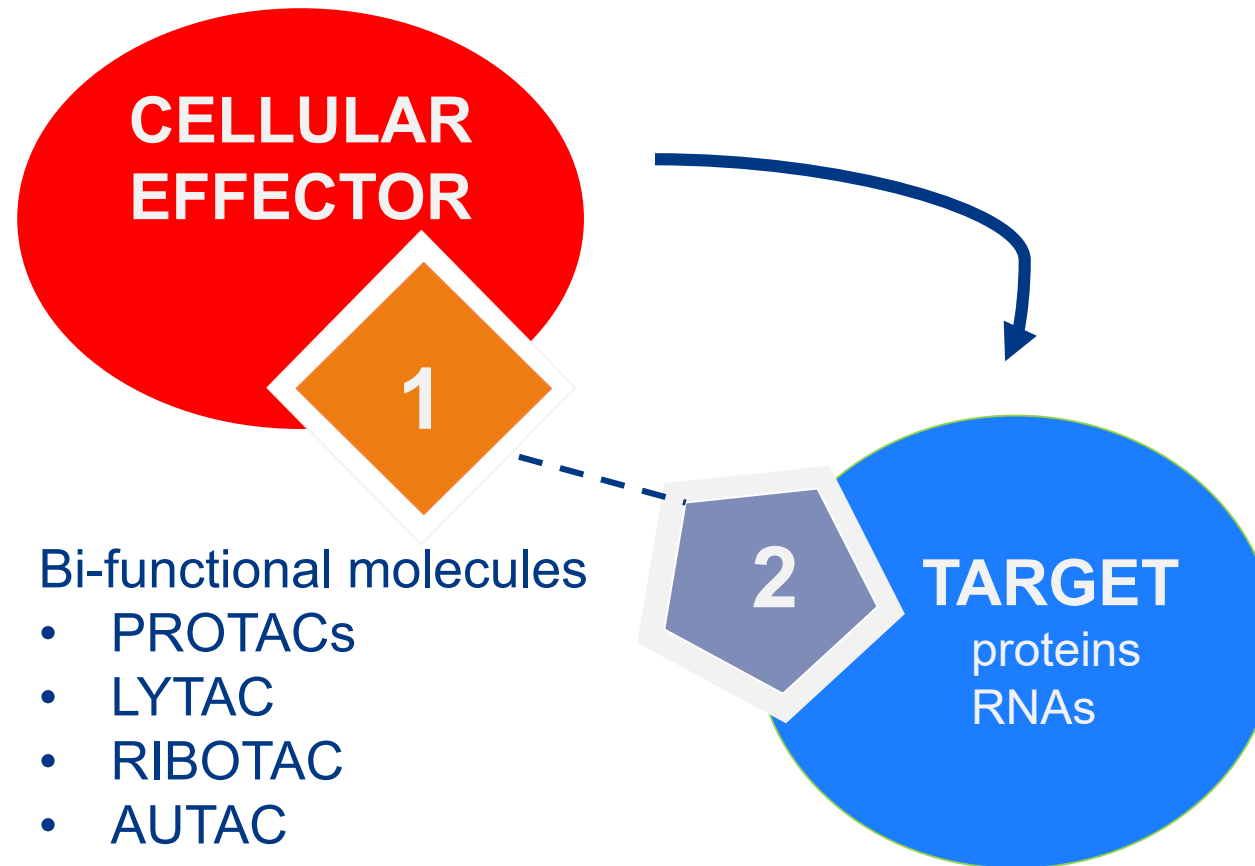 CELLULAR
EFFECTOR
1
2
TARGET
proteins
RNAs
Bi-functional molecules
• PROTACs
• LYTAC
• RIBOTAC
• AUTAC